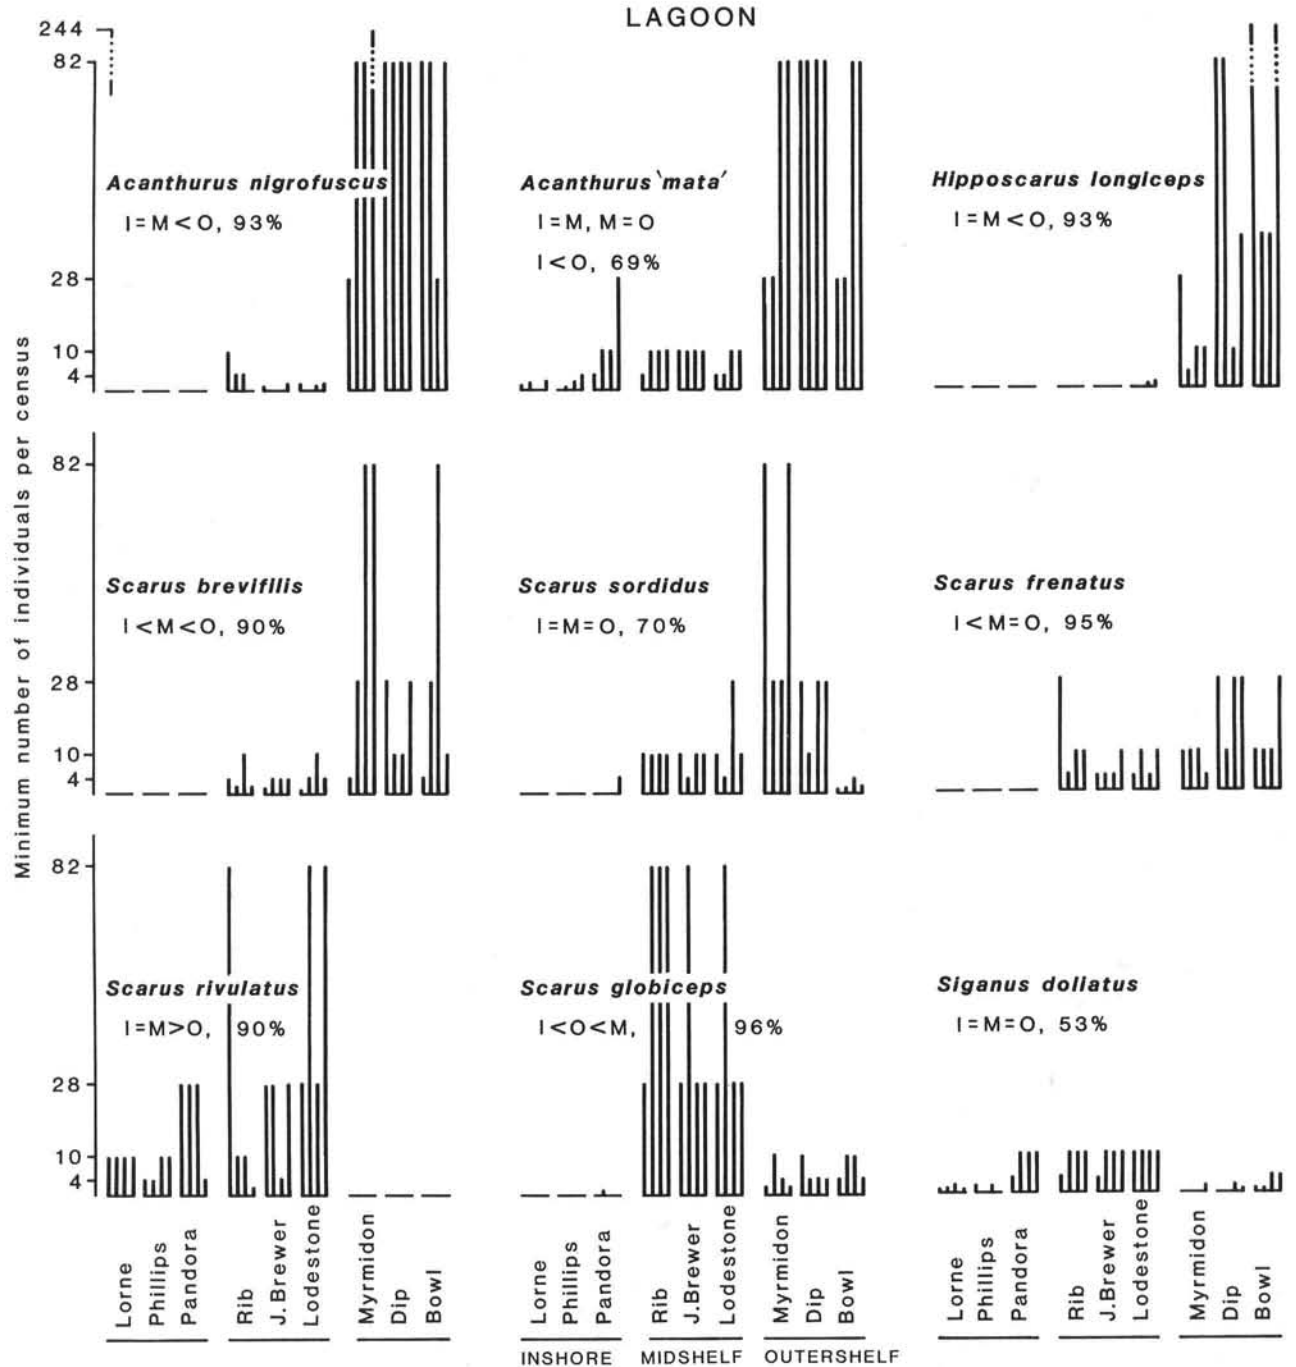 LAGOON
244
82
28
10
4
Acanthurus nigrofuscus
I=M<O, 93%
Acanthurus 'mata'
I=M, M=O
I<O, 69%
Hipposcarus longiceps
I=M<O, 93%
Minimum number of individuals per census
82
28
10
4
Scarus brevifilis
I<M<O, 90%
Scarus sordidus
I=M=O, 70%
Scarus frenatus
I<M=O, 95%
82
28
10
4
Scarus rivulatus
I=M>O, 90%
Scarus globiceps
I<O<M, 96%
Siganus dollatus
I=M=O, 53%
Lorne
Phillips
Pandora
Rib
J.Brewer
Lodestone
Myrmidon
Dip
Bowl
Lorne
Phillips
Pandora
Rib
J.Brewer
Lodestone
Myrmidon
Dip
Bowl
Lorne
Phillips
Pandora
Rib
J.Brewer
Lodestone
Myrmidon
Dip
Bowl
INSHORE MIDSHELF OUTERSHELF